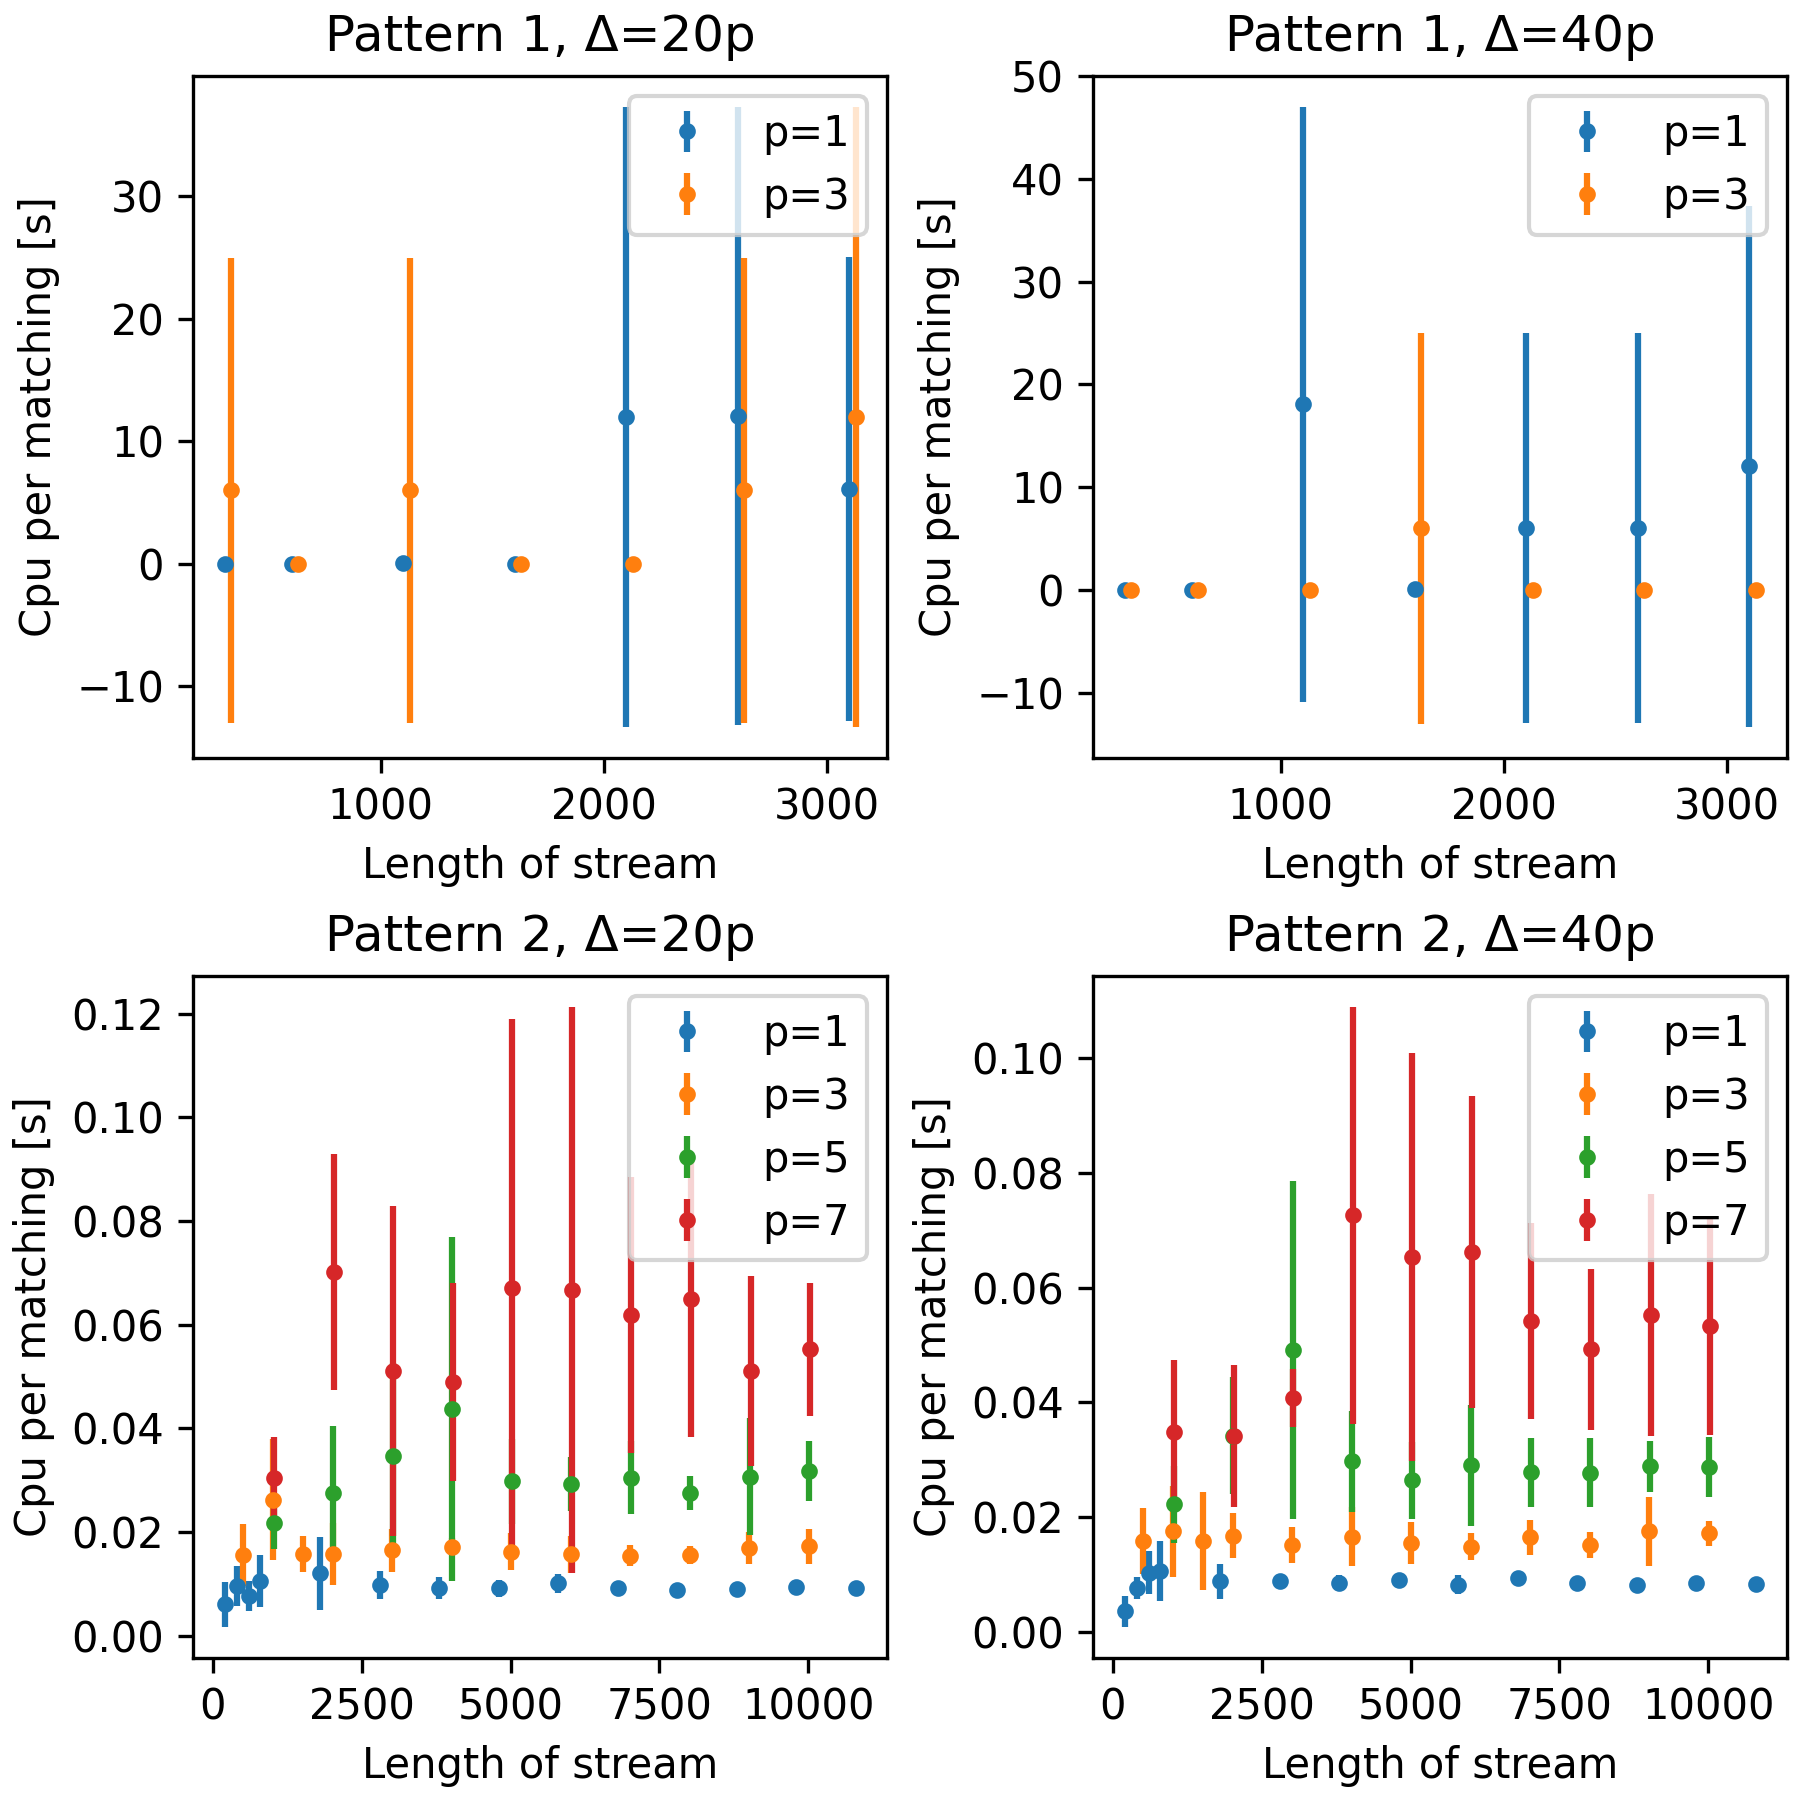 Pattern 1, Δ=20p
Cpu per matching [s]
30
20
10
0
−10
p=1
p=3
1000
2000
3000
Length of stream
Pattern 1, Δ=40p
Cpu per matching [s]
50
40
30
20
10
0
−10
p=1
p=3
1000
2000
3000
Length of stream
Pattern 2, Δ=20p
Cpu per matching [s]
0.12
0.10
0.08
0.06
0.04
0.02
0.00
p=1
p=3
p=5
p=7
0
2500
5000
7500
10000
Length of stream
Pattern 2, Δ=40p
Cpu per matching [s]
0.10
0.08
0.06
0.04
0.02
0.00
p=1
p=3
p=5
p=7
0
2500
5000
7500
10000
Length of stream